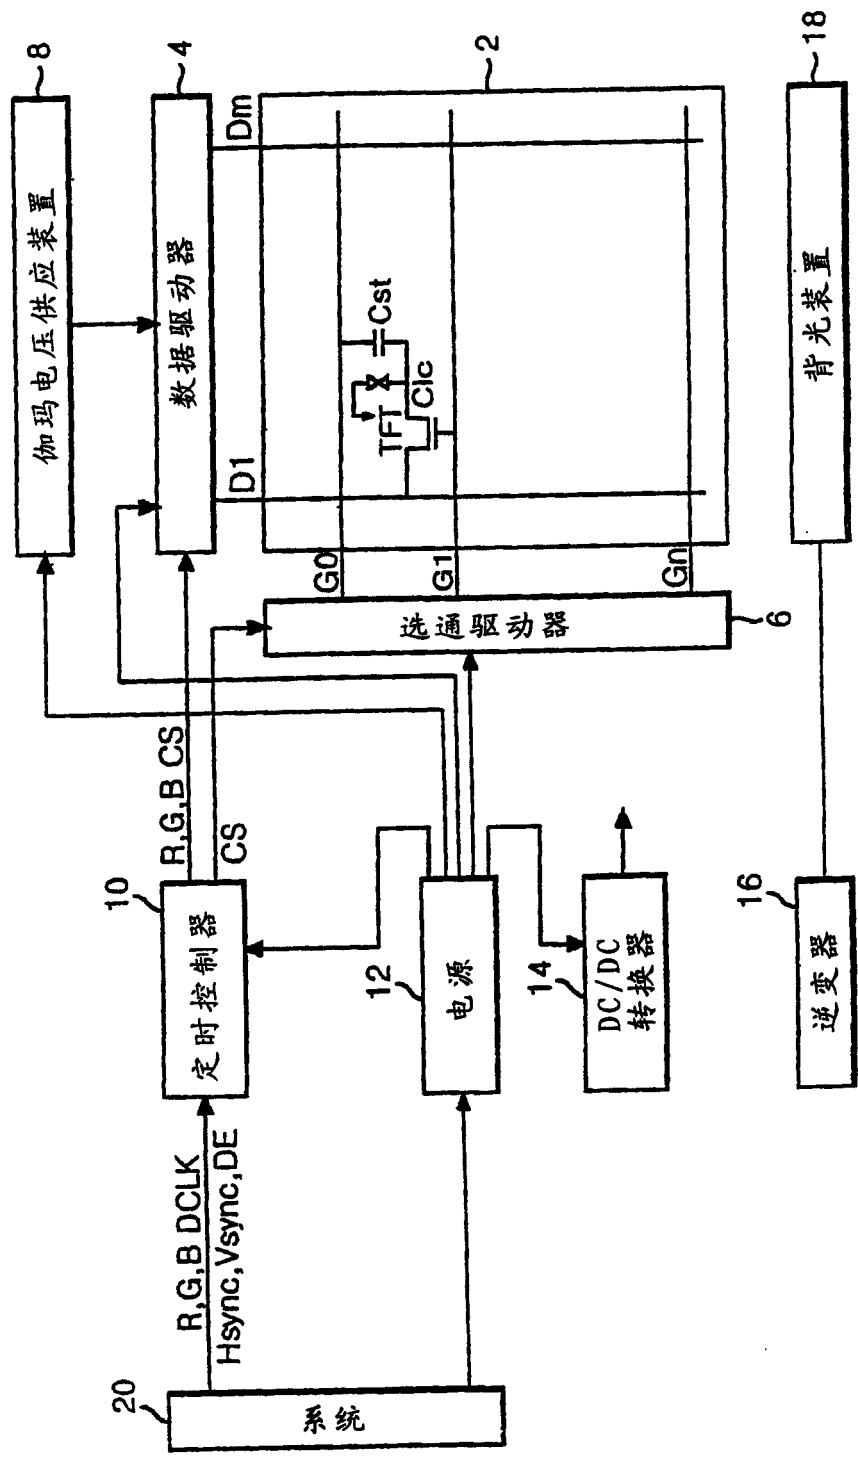 20
系统
R,G,B DCLK
Hsync,Vsync,DE
10
定时控制器
12
电源
14
DC/DC
转换器
16
逆变器
R,G,B CS
CS
8
伽玛电压供应装置
4
数据驱动器
6
选通驱动器
D1
Dm
G0
G1
Gn
TFT
Clc
Cst
2
18
背光装置